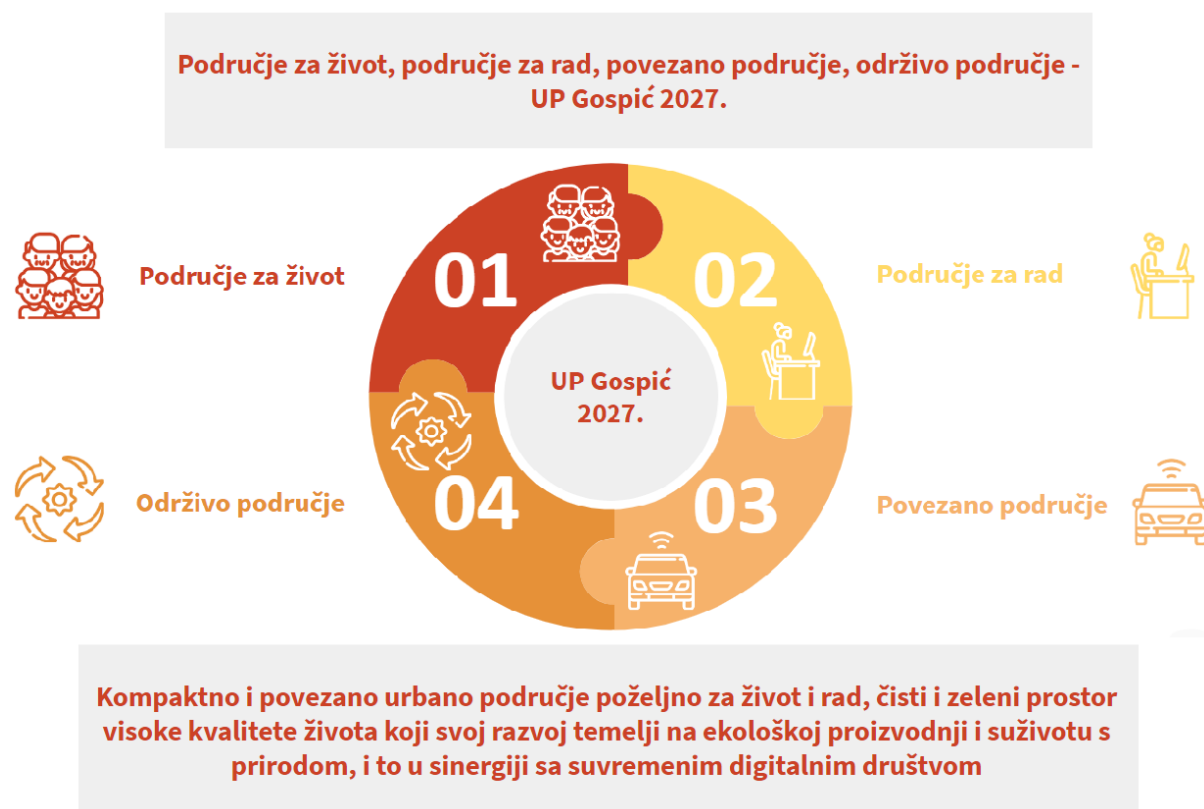 Područje za život, područje za rad, povezano područje, održivo područje -
UP Gospić 2027.
Područje za život
01
02
Područje za rad
UP Gospić
2027.
Održivo područje
04
03
Povezano područje
Kompaktno i povezano urbano područje poželjno za život i rad, čisti i zeleni prostor
visoke kvalitete života koji svoj razvoj temelji na ekološkoj proizvodnji i suživotu s
prirodom, i to u sinergiji sa suvremenim digitalnim društvom